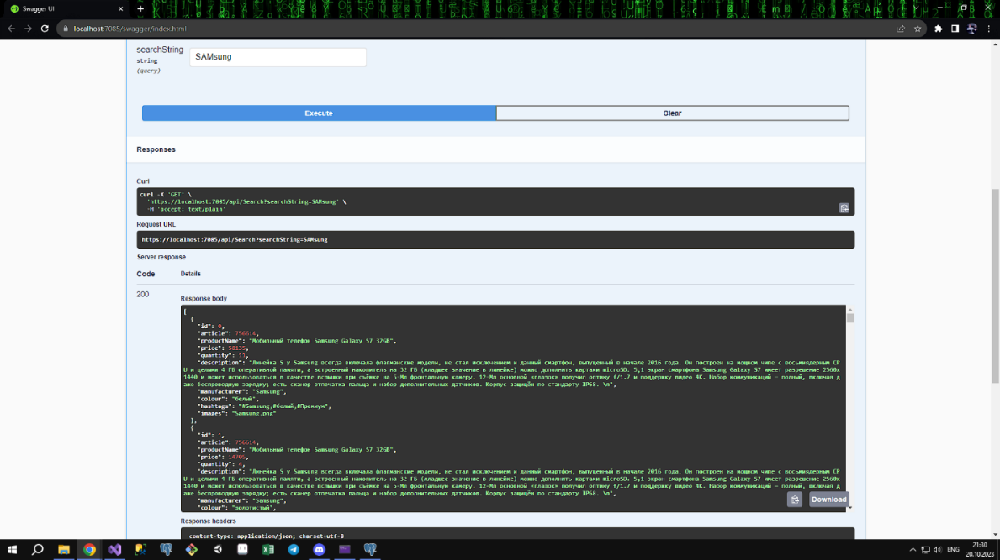 Swagger UI
localhost:7085/swagger/index.html
searchString
string
(query)
SAMsung
Execute
Clear
Responses
Curl
curl -X 'GET' \
'https://localhost:7085/api/Search?searchString=SAMsung' \
-H 'accept: text/plain'
Request URL
https://localhost:7085/api/Search?searchString=SAMsung
Server response
Code Details
200
Response body
[
{
"id": 0,
"article": 756614,
"productName": "Мобильный телефон Samsung Galaxy S7 32GB",
"price": 58135,
"quantity": 13,
"description": "Линейка S у Samsung всегда включала флагманские модели, не стал исключением и данный смартфон, выпущенный в начале 2016 года. Он построен на мощном чипе с восьмиядерным CP
U и целыми 4 Гб оперативной памяти, а встроенный накопитель на 32 Гб (младшее значение в линейке) можно дополнить картами microSD. 5,1 экран смартфона Samsung Galaxy S7 имеет разрешение 2560x
1440 и может использоваться в качестве вспышки при съёмке на 5-Мп фронтальную камеру. 12-Мп основной «глазок» получил оптику f/1.7 и поддержку видео 4K. Набор коммуникаций – полный, включая д
аже беспроводную зарядку; есть сканер отпечатка пальца и набор дополнительных датчиков. Корпус защищён по стандарту IP68. \n",
"manufacturer": "Samsung",
"colour": "белый",
"hashtags": "#Samsung,#белый,#Премиум",
"images": "Samsung.png"
},
{
"id": 1,
"article": 756614,
"productName": "Мобильный телефон Samsung Galaxy S7 32GB",
"price": 14705,
"quantity": 4,
"description": "Линейка S у Samsung всегда включала флагманские модели, не стал исключением и данный смартфон, выпущенный в начале 2016 года. Он построен на мощном чипе с восьмиядерным CP
U и целыми 4 Гб оперативной памяти, а встроенный накопитель на 32 Гб (младшее значение в линейке) можно дополнить картами microSD. 5,1 экран смартфона Samsung Galaxy S7 имеет разрешение 2560x
1440 и может использоваться в качестве вспышки при съёмке на 5-Мп фронтальную камеру. 12-Мп основной «глазок» получил оптику f/1.7 и поддержку видео 4K. Набор коммуникаций – полный, включая д
аже беспроводную зарядку; есть сканер отпечатка пальца и набор дополнительных датчиков. Корпус защищён по стандарту IP68. \n",
"manufacturer": "Samsung",
"colour": "золотистый",
Download
Response headers
content-type: application/json; charset=utf-8
ENG
21:30
20.10.2023